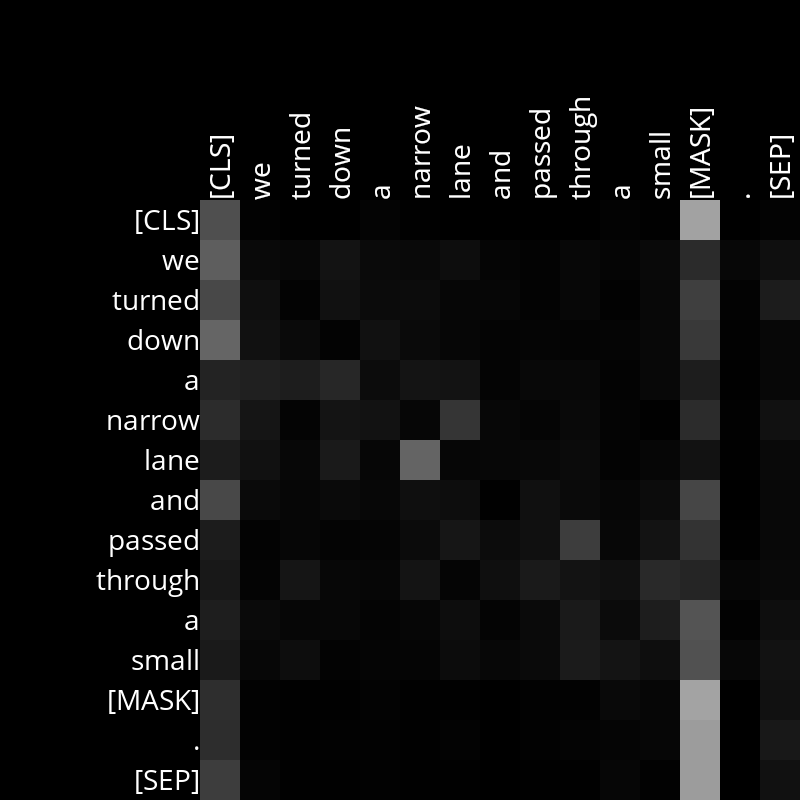 [CLS] we turned down a narrow lane and passed through a small [MASK] . [SEP]
[CLS]
we
turned
down
a
narrow
lane
and
passed
through
a
small
[MASK]
.
[SEP]